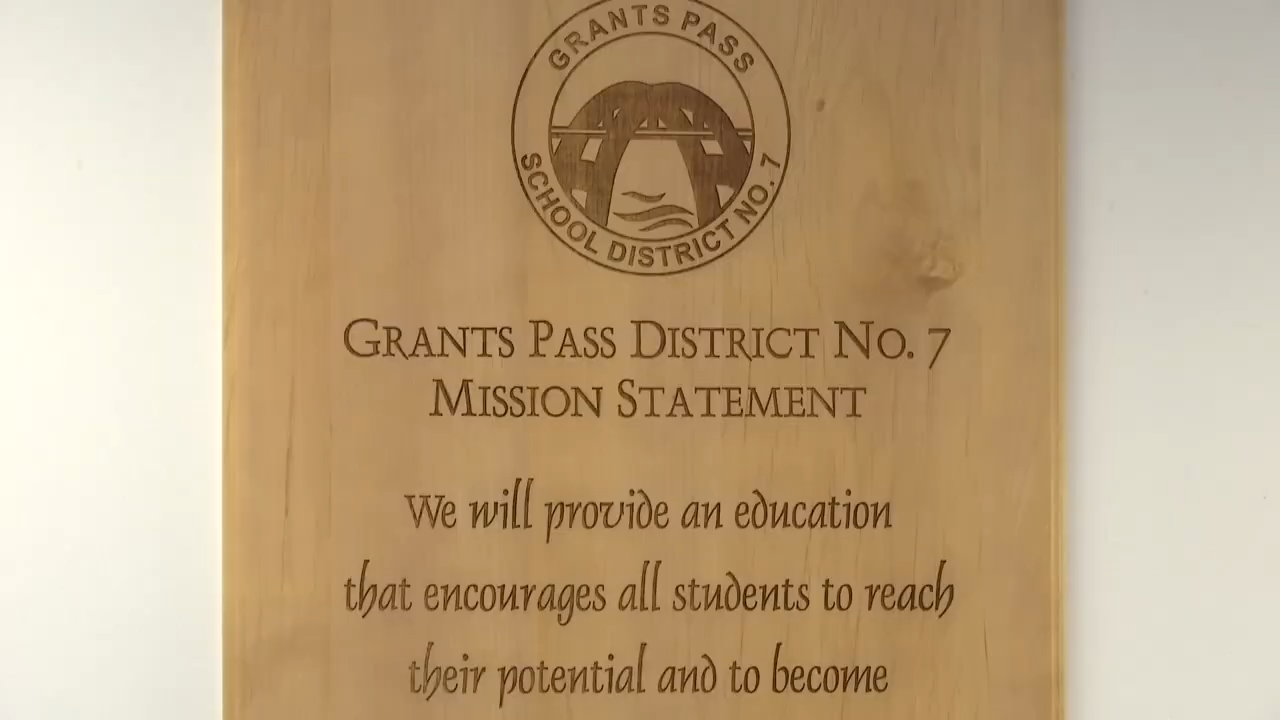 GRANTS PASS
SCHOOL DISTRICT NO. 7
GRANTS PASS DISTRICT NO. 7
MISSION STATEMENT
We will provide an education
that encourages all students to reach
their potential and to become